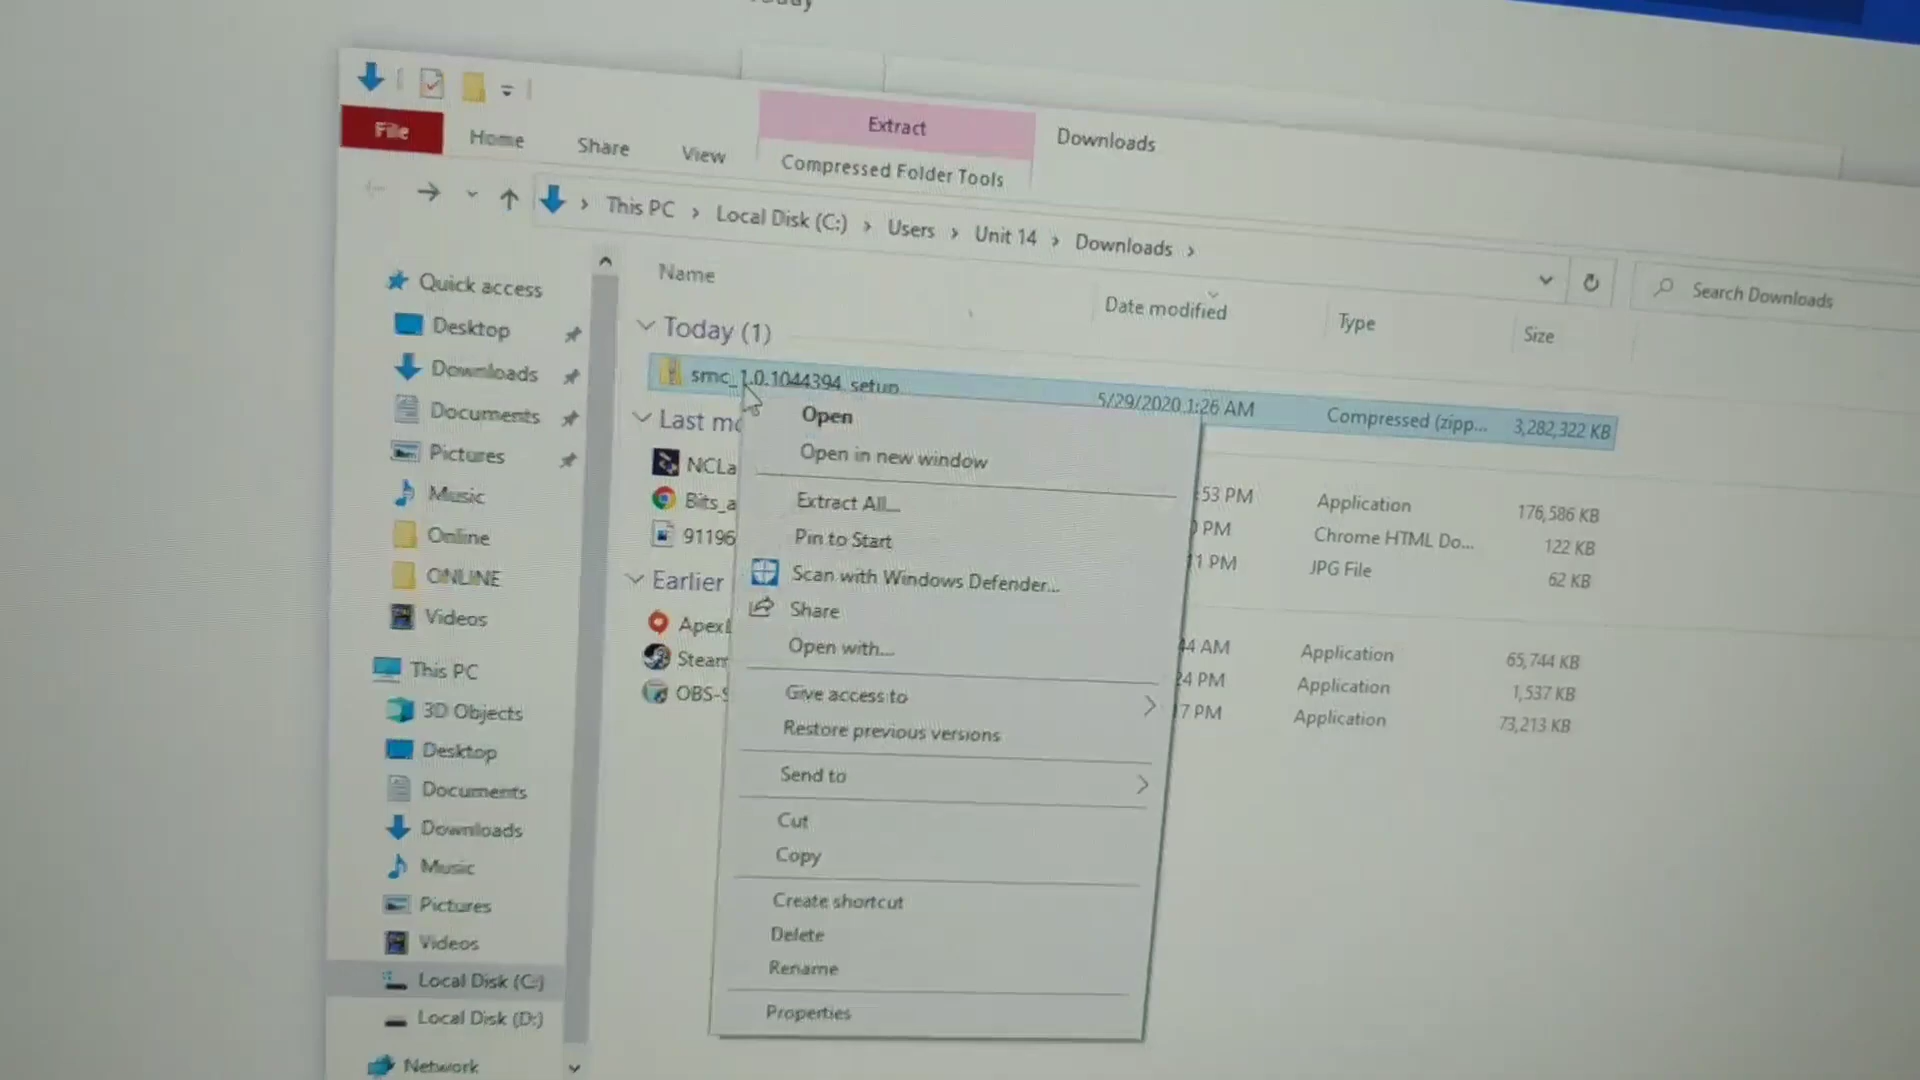 Extract
Downloads
File
Home
Share
View
Compressed Folder Tools
This PC › Local Disk (C:) › Users › Unit 14 › Downloads ›
Search Downloads
Name
Date modified
Type
Size
Quick access
Desktop
Downloads
Documents
Pictures
Music
Online
ONLINE
Videos
This PC
3D Objects
Desktop
Documents
Downloads
Music
Pictures
Videos
Local Disk (C:)
Local Disk (D:)
Network
Today (1)
smc_1.0.1044394_setup 5/29/2020 1:26 AM Compressed (zipp... 3,282,322 KB
Last mo
NCLa :53 PM Application 176,586 KB
Bits_a PM Chrome HTML Do... 122 KB
91196 1 PM JPG File 62 KB
Earlier
ApexL 44 AM Application 65,744 KB
Steam 24 PM Application 1,537 KB
OBS-S 7 PM Application 73,213 KB
Open
Open in new window
Extract All...
Pin to Start
Scan with Windows Defender...
Share
Open with...
Give access to
Restore previous versions
Send to
Cut
Copy
Create shortcut
Delete
Rename
Properties